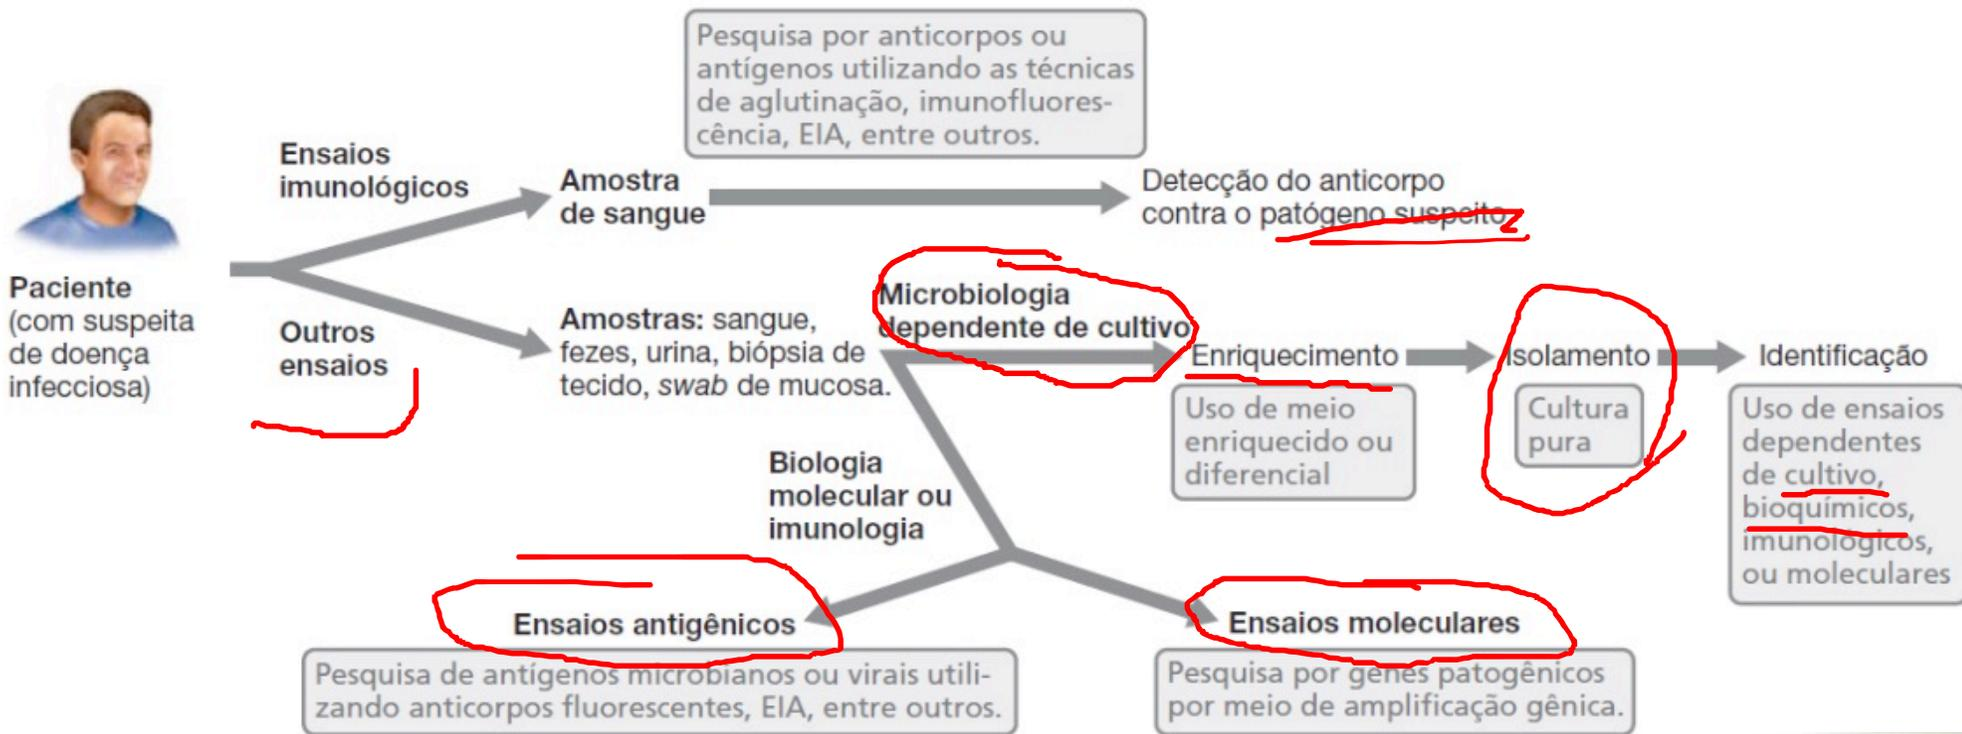 Pesquisa por anticorpos ou
antígenos utilizando as técnicas
de aglutinação, imunofluores-
cência, EIA, entre outros.
Ensaios
imunológicos
Amostra
de sangue
Detecção do anticorpo
contra o patógeno suspeito
Paciente
(com suspeita
de doença
infecciosa)
Outros
ensaios
Amostras: sangue,
fezes, urina, biópsia de
tecido, swab de mucosa.
Microbiologia
dependente de cultivo
Enriquecimento
Uso de meio
enriquecido ou
diferencial
Isolamento
Cultura
pura
Identificação
Uso de ensaios
dependentes
de cultivo,
bioquímicos,
imunológicos,
ou moleculares
Biologia
molecular ou
imunologia
Ensaios antigênicos
Pesquisa de antígenos microbianos ou virais utili-
zando anticorpos fluorescentes, EIA, entre outros.
Ensaios moleculares
Pesquisa por genes patogênicos
por meio de amplificação gênica.